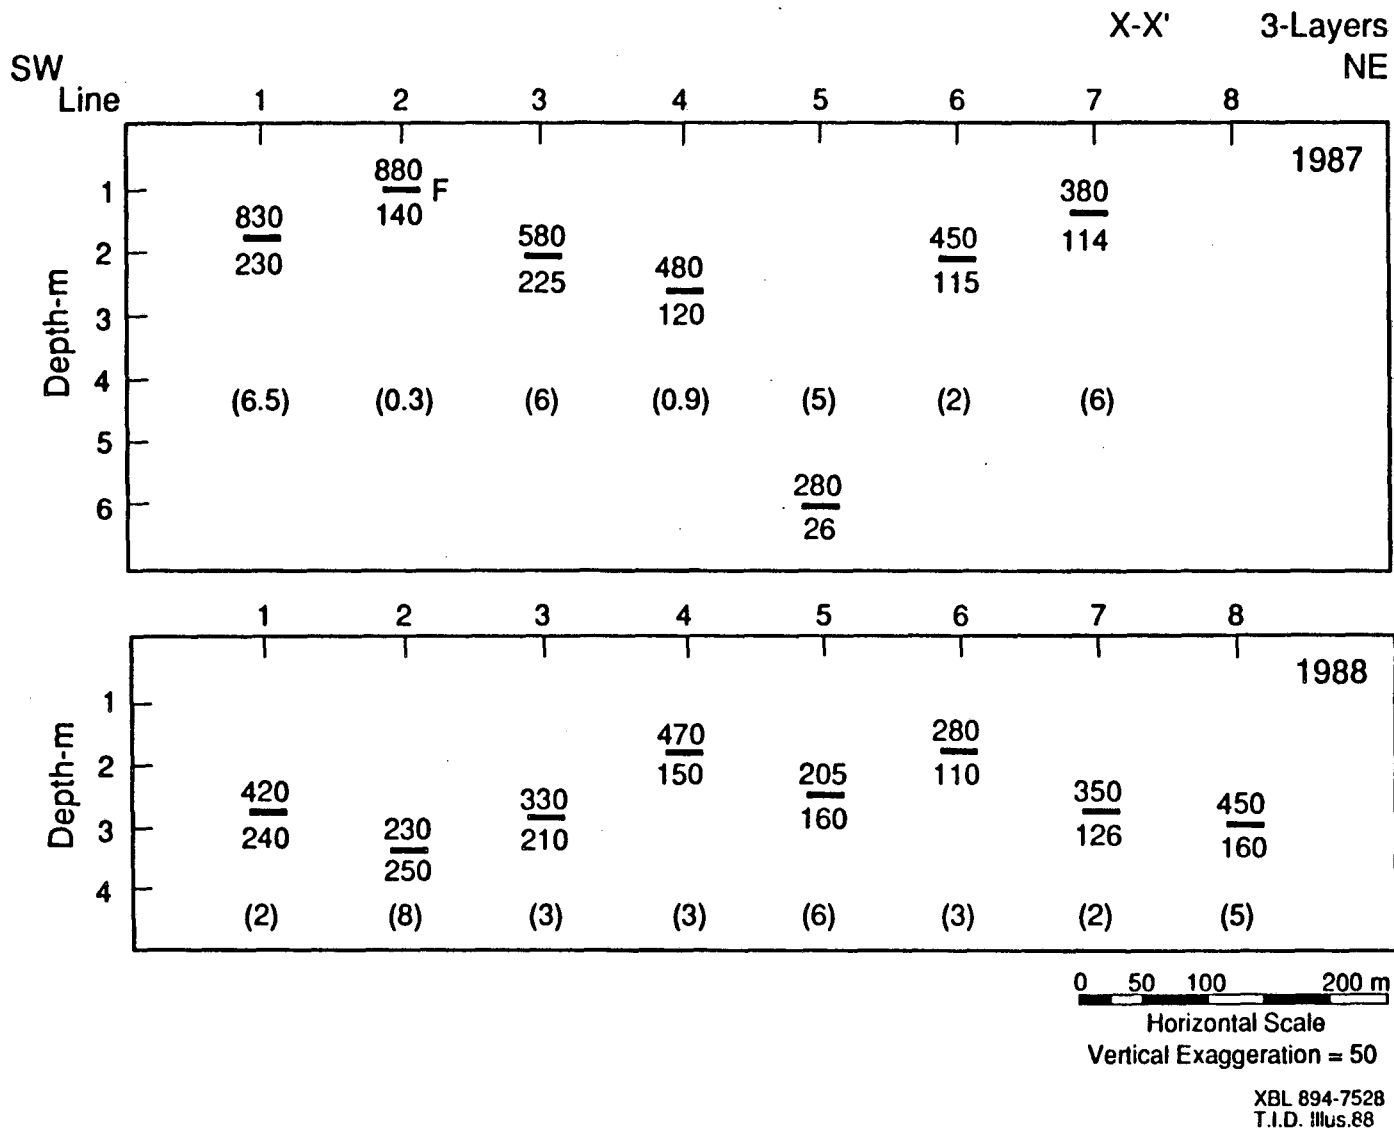 X-X' 3-Layers
SW NE
Line 1 2 3 4 5 6 7 8
1987
880
1 F 380
830 140
580 450 114
2
230 480
225 115
3 120
Depth-m
4
(6.5) (0.3) (6) (0.9) (5) (2) (6)
5
280
6
26
1 2 3 4 5 6 7 8
1988
1
470 280
2 150 205 110
420 330 350 450
Depth-m
3 240 230 210 160 126 160
250
4
(2) (8) (3) (3) (6) (3) (2) (5)
0 50 100 200 m
Horizontal Scale
Vertical Exaggeration = 50
XBL 894-7528
T.I.D. Illus.88